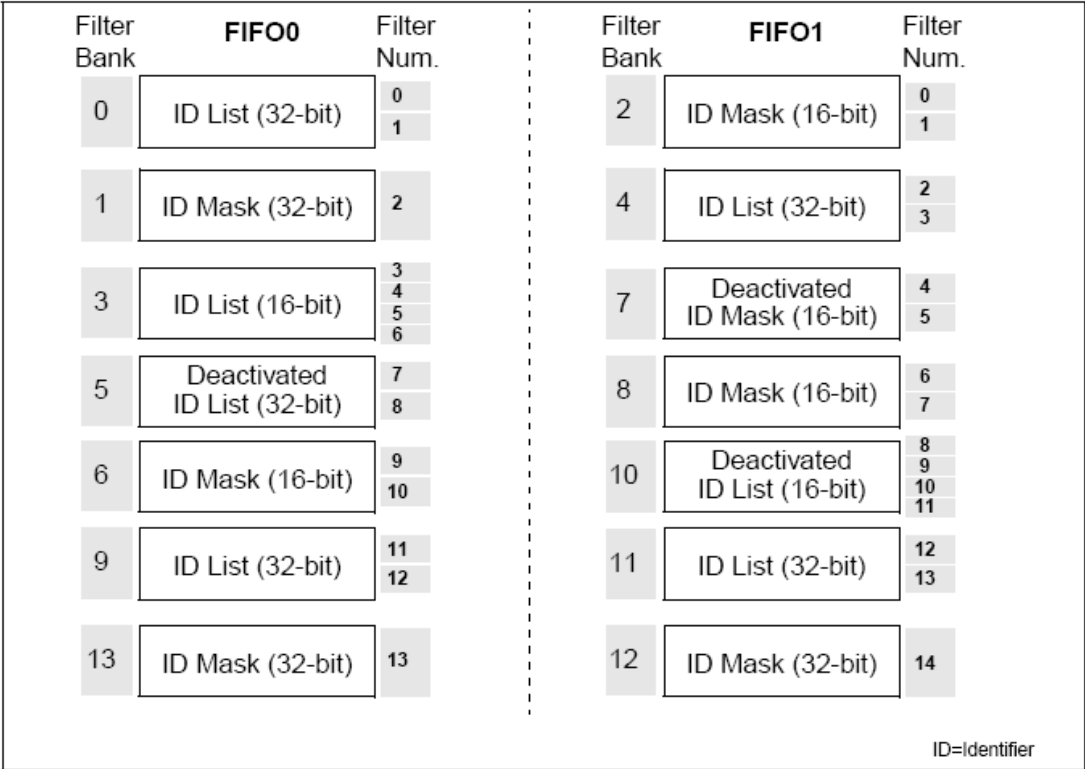 Filter Bank FIFO0 Filter Num.
0 ID List (32-bit) 0 1
1 ID Mask (32-bit) 2
3 ID List (16-bit) 3 4 5 6
5 Deactivated ID List (32-bit) 7 8
6 ID Mask (16-bit) 9 10
9 ID List (32-bit) 11 12
13 ID Mask (32-bit) 13
Filter Bank FIFO1 Filter Num.
2 ID Mask (16-bit) 0 1
4 ID List (32-bit) 2 3
7 Deactivated ID Mask (16-bit) 4 5
8 ID Mask (16-bit) 6 7
10 Deactivated ID List (16-bit) 8 9 10 11
11 ID List (32-bit) 12 13
12 ID Mask (32-bit) 14
ID=Identifier